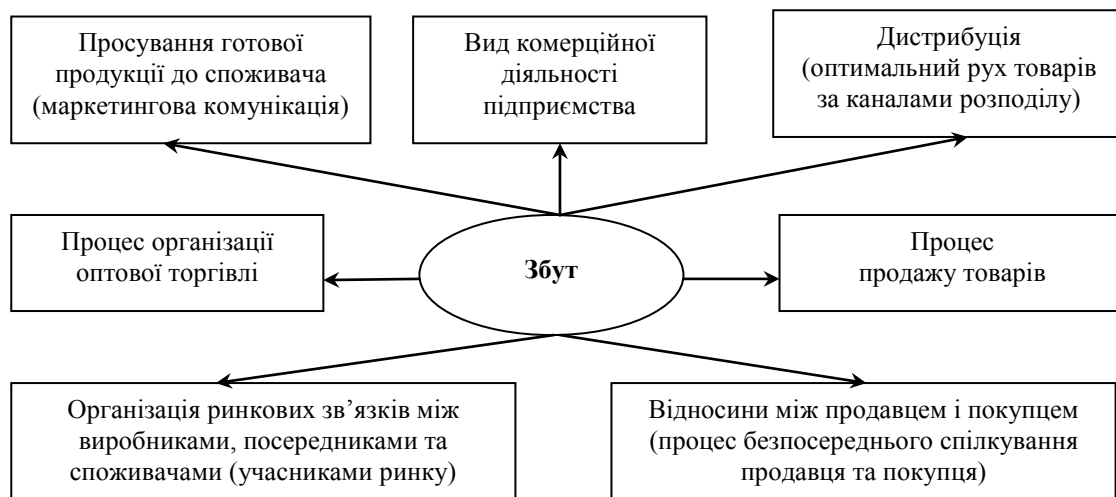 Просування готової
продукції до споживача
(маркетингова комунікація)
Вид комерційної
діяльності
підприємства
Дистрибуція
(оптимальний рух товарів
за каналами розподілу)
Процес організації
оптової торгівлі
Збут
Процес
продажу товарів
Організація ринкових зв’язків між
виробниками, посередниками та
споживачами (учасниками ринку)
Відносини між продавцем і покупцем
(процес безпосереднього спілкування
продавця та покупця)